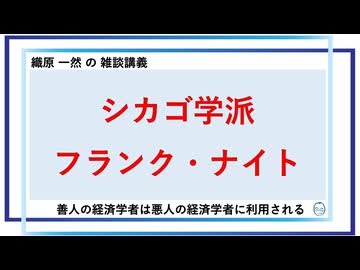 織原 一然 の 雑談講義
シカゴ学派
フランク・ナイト
善人の経済学者は悪人の経済学者に利用される